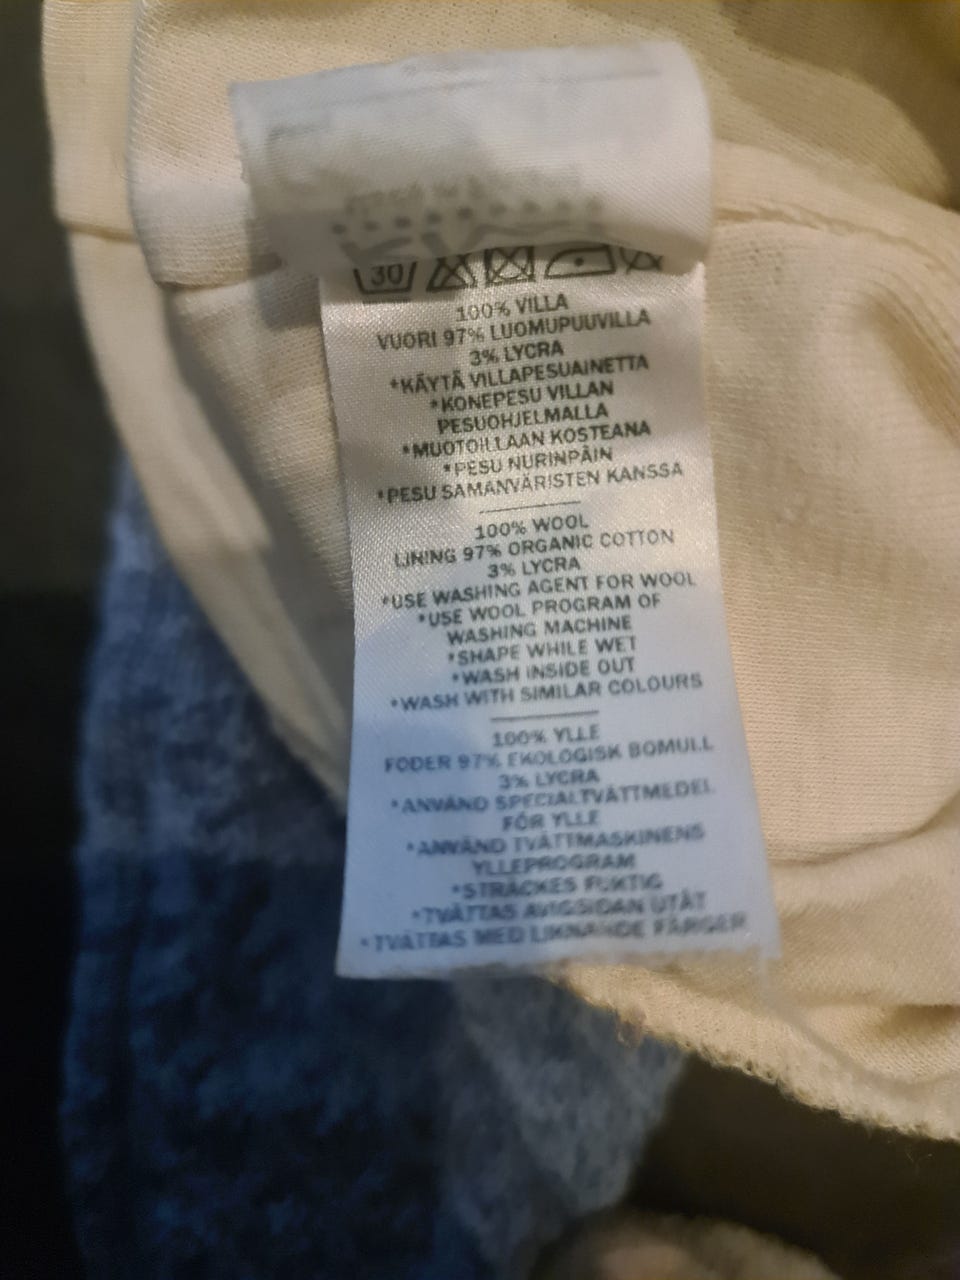 30
100% VILLA
VUORI 97% LUOMUPUUVILLA
3% LYCRA
*KÄYTÄ VILLAPESUAINETTA
*KONEPESU VILLAN
PESUOHJELMALLA
*MUOTOILLAAN KOSTEANA
*PESU NURINPÄIN
*PESU SAMANVÄRISTEN KANSSA
100% WOOL
LINING 97% ORGANIC COTTON
3% LYCRA
*USE WASHING AGENT FOR WOOL
*USE WOOL PROGRAM OF
WASHING MACHINE
*SHAPE WHILE WET
*WASH INSIDE OUT
*WASH WITH SIMILAR COLOURS
100% YLLE
FODER 97% EKOLOGISK BOMULL
3% LYCRA
*ANVÄND SPECIALTVÄTTMEDEL
FÖR YLLE
*ANVÄND TVÄTTMASKINENS
YLLEPROGRAM
*STRÄCKES FUKTIG
*TVÄTTAS AVIGSIDAN UTÅT
*TVÄTTAS MED LIKNANDE FÄRGER